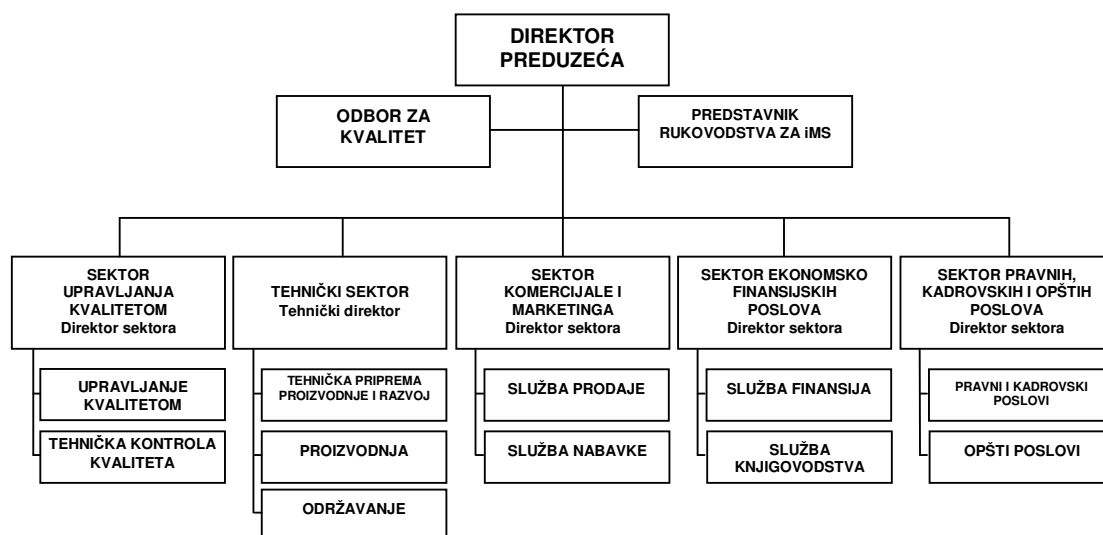 DIREKTOR
PREDUZEĆA
ODBOR ZA
KVALITET
PREDSTAVNIK
RUKOVODSTVA ZA iMS
SEKTOR
UPRAVLJANJA
KVALITETOM
Direktor sektora
TEHNIČKI SEKTOR
Tehnički direktor
SEKTOR
KOMERCIJALE I
MARKETINGA
Direktor sektora
SEKTOR EKONOMSKO
FINANSIJSKIH
POSLOVA
Direktor sektora
SEKTOR PRAVNIH,
KADROVSKIH I OPŠTIH
POSLOVA
Direktor sektora
UPRAVLJANJE
KVALITETOM
TEHNIČKA KONTROLA
KVALITETA
TEHNIČKA PRIPREMA
PROIZVODNJE I RAZVOJ
PROIZVODNJA
ODRŽAVANJE
SLUŽBA PRODAJE
SLUŽBA NABAVKE
SLUŽBA FINANSIJA
SLUŽBA
KNJIGOVODSTVA
PRAVNI I KADROVSKI
POSLOVI
OPŠTI POSLOVI